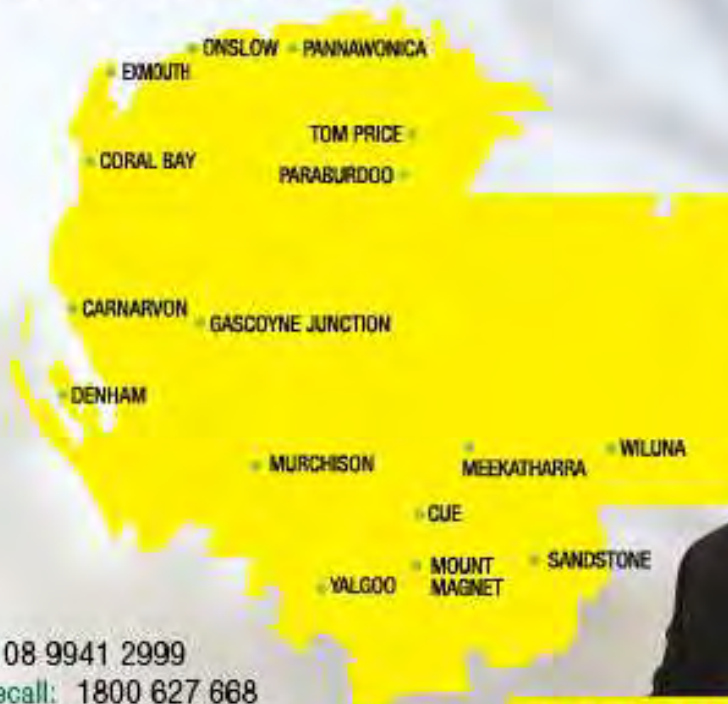 ONSLOW PANNAWONICA
EXMOUTH
TOM PRICE
CORAL BAY
PARABURDOO
CARNARVON
GASCOYNE JUNCTION
DENHAM
WILUNA
MURCHISON
MEEKATHARRA
CUE
SANDSTONE
MOUNT
MAGNET
YALGOO
08 9941 2999
ecall: 1800 627 668